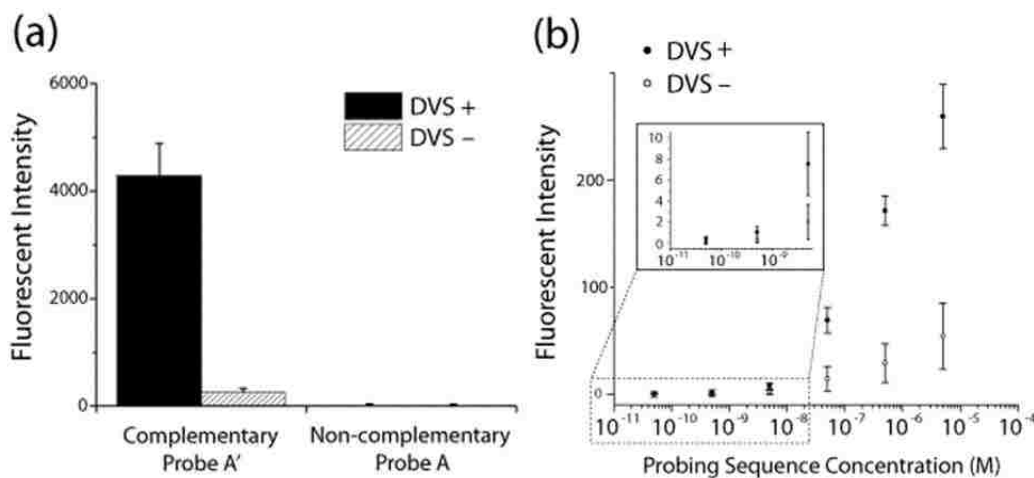 (a)
Fluorescent Intensity
6000
4000
2000
0
DVS +
DVS −
Complementary
Probe A′
Non-complementary
Probe A
(b)
DVS +
DVS −
Fluorescent Intensity
200
100
0
10
8
6
4
2
0
10⁻¹¹ 10⁻¹⁰ 10⁻⁹
10⁻¹¹ 10⁻¹⁰ 10⁻⁹ 10⁻⁸ 10⁻⁷ 10⁻⁶ 10⁻⁵ 10⁻⁴
Probing Sequence Concentration (M)